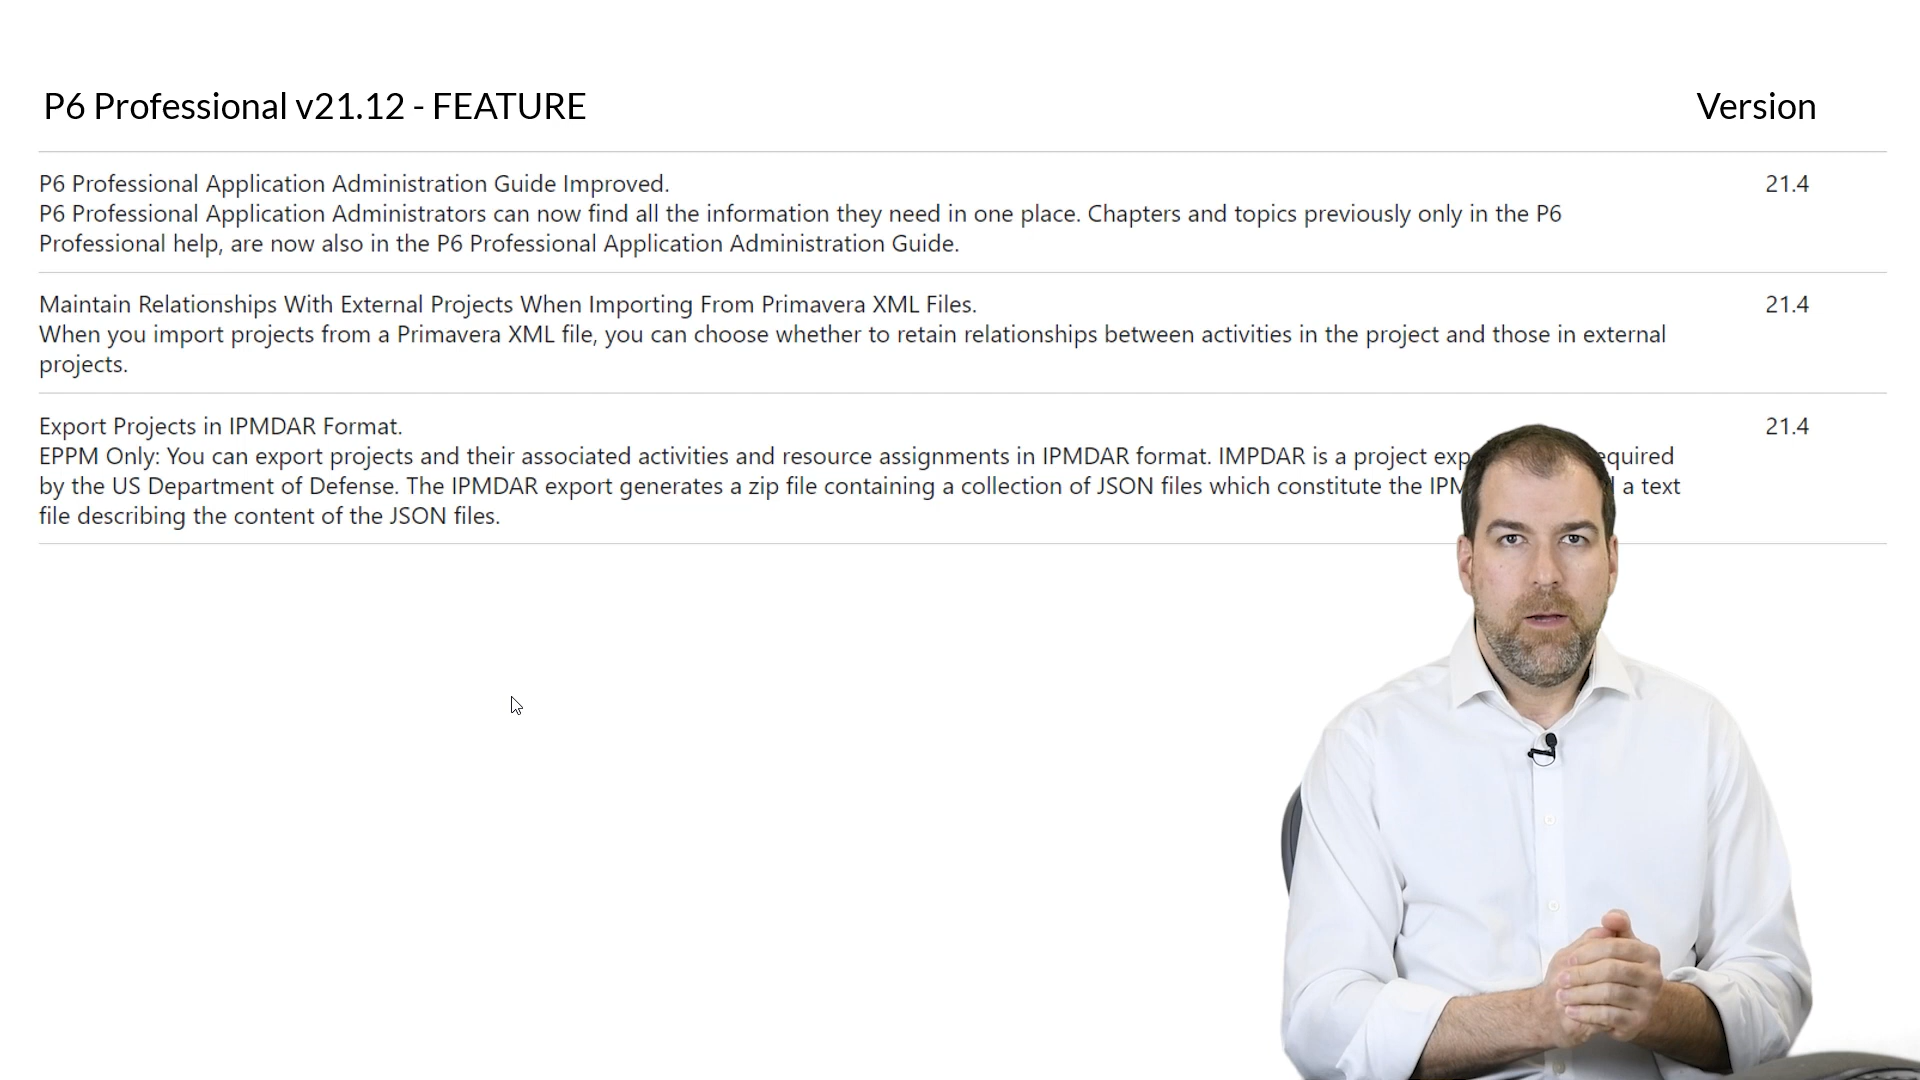 P6 Professional v21.12 - FEATURE Version
P6 Professional Application Administration Guide Improved. 21.4
P6 Professional Application Administrators can now find all the information they need in one place. Chapters and topics previously only in the P6
Professional help, are now also in the P6 Professional Application Administration Guide.
Maintain Relationships With External Projects When Importing From Primavera XML Files. 21.4
When you import projects from a Primavera XML file, you can choose whether to retain relationships between activities in the project and those in external
projects.
Export Projects in IPMDAR Format. 21.4
EPPM Only: You can export projects and their associated activities and resource assignments in IPMDAR format. IMPDAR is a project
by the US Department of Defense. The IPMDAR export generates a zip file containing a collection of JSON files which constitute the a text
file describing the content of the JSON files.